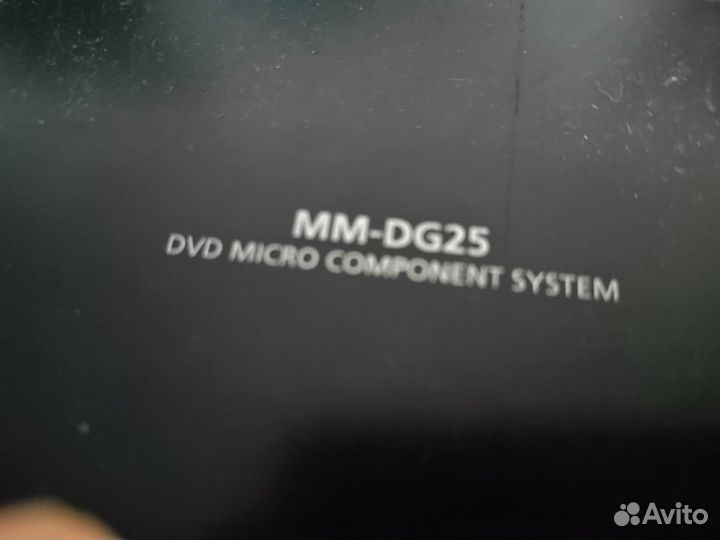 MM-DG25
DVD MICRO COMPONENT SYSTEM
Avito